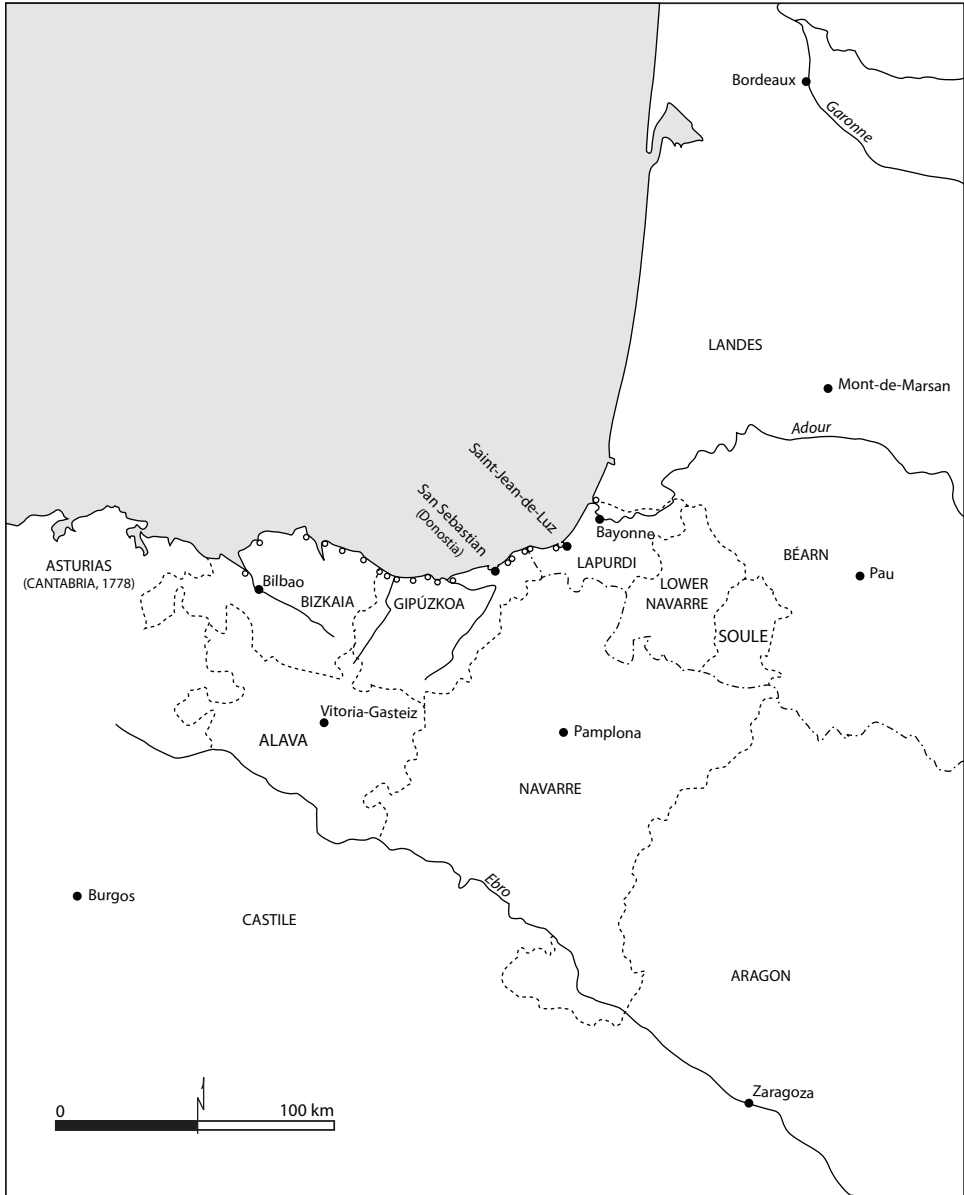 Bordeaux
Garonne
LANDES
Mont-de-Marsan
Adour
Saint-Jean-de-Luz
San Sebastian
(Donostia)
Bayonne
ASTURIAS
(CANTABRIA, 1778)
Bilbao
BIZKAIA
GIPÚZKOA
LAPURDI
LOWER
NAVARRE
SOULE
BÉARN
Pau
Vitoria-Gasteiz
ALAVA
Pamplona
NAVARRE
Ebro
Burgos
CASTILE
ARAGON
Zaragoza
0 100 km